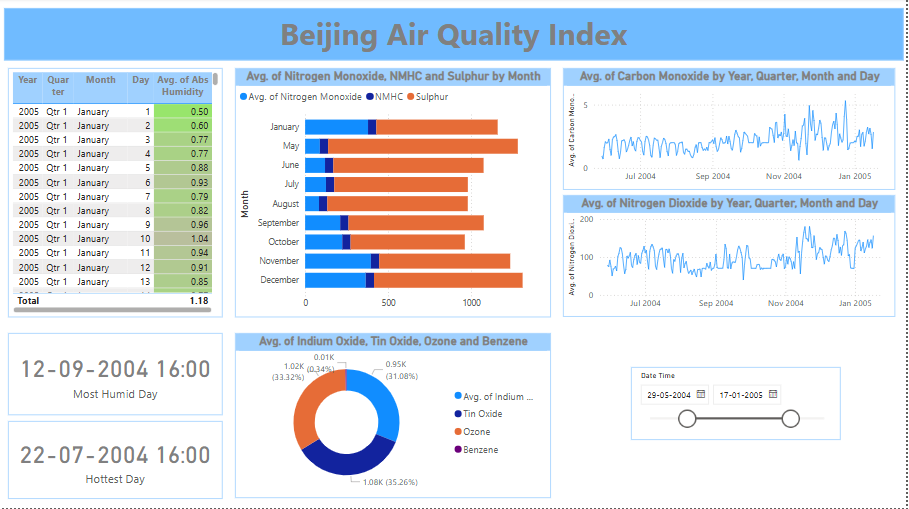 Beijing Air Quality Index
Year Quarter Month Day Avg. of Abs Humidity
2005 Qtr 1 January 1 0.50
2005 Qtr 1 January 2 0.60
2005 Qtr 1 January 3 0.77
2005 Qtr 1 January 4 0.77
2005 Qtr 1 January 5 0.88
2005 Qtr 1 January 6 0.93
2005 Qtr 1 January 7 0.79
2005 Qtr 1 January 8 0.82
2005 Qtr 1 January 9 0.96
2005 Qtr 1 January 10 1.04
2005 Qtr 1 January 11 0.94
2005 Qtr 1 January 12 0.91
2005 Qtr 1 January 13 0.85
Total 1.18
Avg. of Nitrogen Monoxide, NMHC and Sulphur by Month
Avg. of Nitrogen Monoxide NMHC Sulphur
Month
January
May
June
July
August
September
October
November
December
0 500 1000
Avg. of Carbon Monoxide by Year, Quarter, Month and Day
Avg. of Carbon Mono...
5
0
Jul 2004 Sep 2004 Nov 2004 Jan 2005
Avg. of Nitrogen Dioxide by Year, Quarter, Month and Day
Avg. of Nitrogen Dioxi...
200
100
0
Jul 2004 Sep 2004 Nov 2004 Jan 2005
12-09-2004 16:00
Most Humid Day
22-07-2004 16:00
Hottest Day
Avg. of Indium Oxide, Tin Oxide, Ozone and Benzene
0.01K
(0.34%)
1.02K
(33.32%)
0.95K
(31.08%)
1.08K (35.26%)
Avg. of Indium ...
Tin Oxide
Ozone
Benzene
Date Time
29-05-2004 17-01-2005